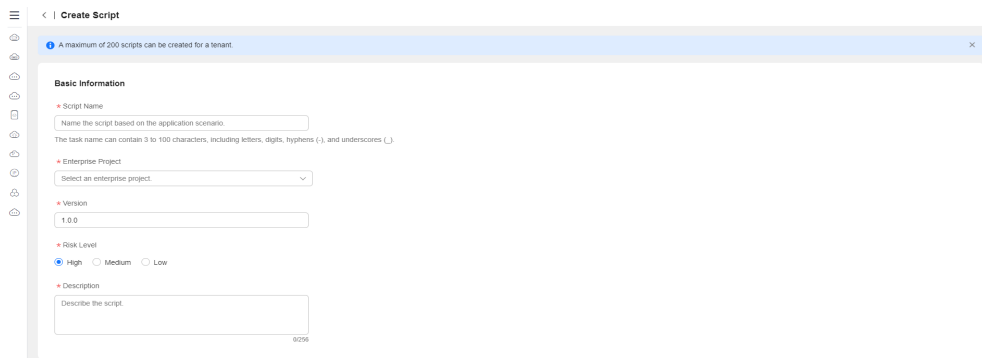 Create Script
A maximum of 200 scripts can be created for a tenant.
Basic Information
* Script Name
Name the script based on the application scenario.
The task name can contain 3 to 100 characters, including letters, digits, hyphens (-), and underscores (_).
* Enterprise Project
Select an enterprise project.
* Version
1.0.0
* Risk Level
High Medium Low
* Description
Describe the script.
0/256